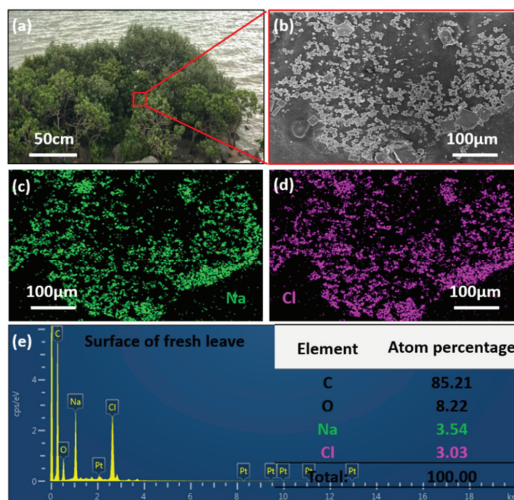 (a)
50cm
(b)
100μm
(c)
100μm
Na
(d)
100μm
Cl
(e)
Surface of fresh leave
cps/eV
6
4
2
0
C
O
Na
Pt
Cl
Pt
Pt
Pt
Pt
Pt
0 2 4 6 8 10 12 14 16 18
Element Atom percentage
C 85.21
O 8.22
Na 3.54
Cl 3.03
Total: 100.00